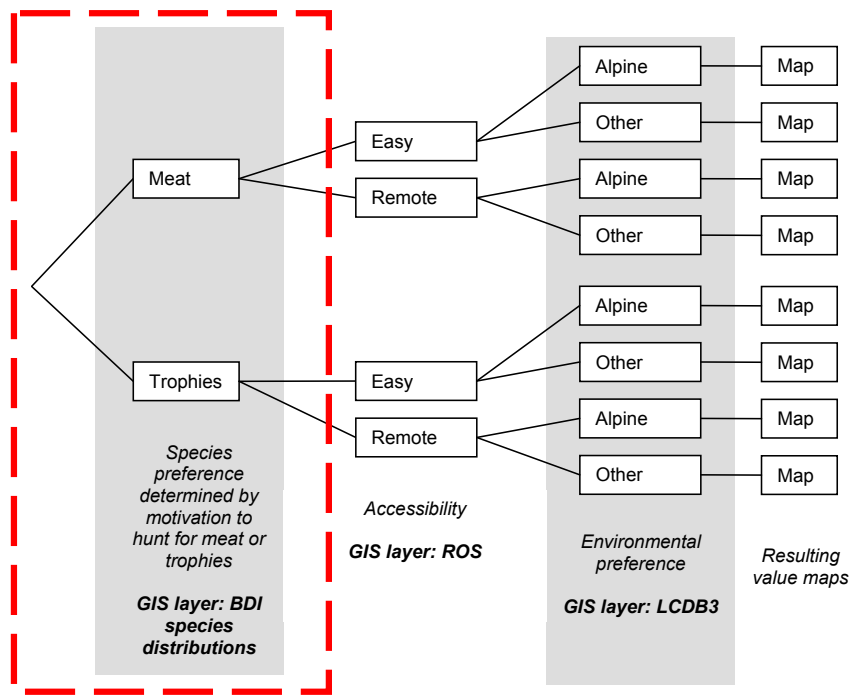 Meat
Trophies
Species
preference
determined by
motivation to
hunt for meat or
trophies
GIS layer: BDI
species
distributions
Easy
Remote
Easy
Remote
Accessibility
GIS layer: ROS
Alpine
Other
Alpine
Other
Alpine
Other
Alpine
Other
Environmental
preference
GIS layer: LCDB3
Map
Map
Map
Map
Map
Map
Map
Map
Resulting
value maps